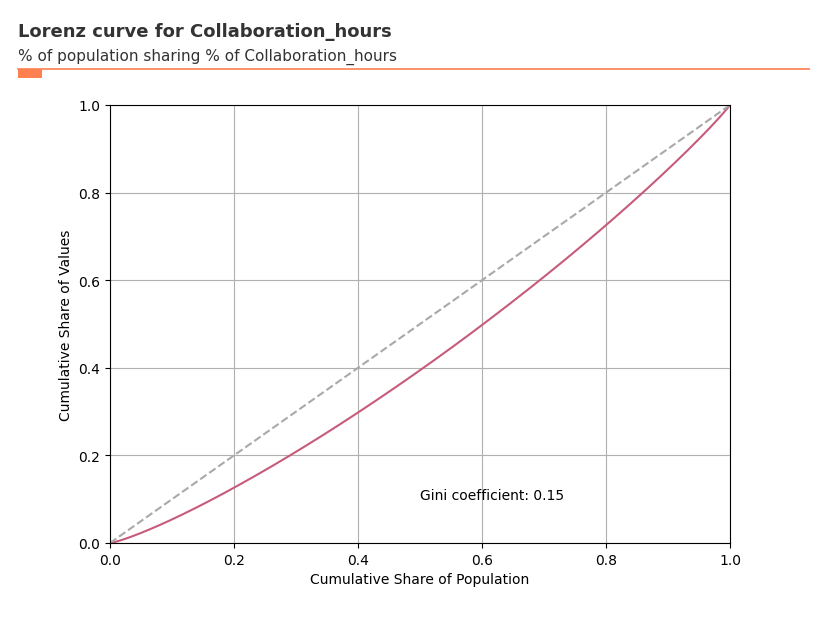 Lorenz curve for Collaboration_hours
% of population sharing % of Collaboration_hours
1.0
0.8
0.6
0.4
0.2
0.0
Cumulative Share of Values
Gini coefficient: 0.15
0.0 0.2 0.4 0.6 0.8 1.0
Cumulative Share of Population